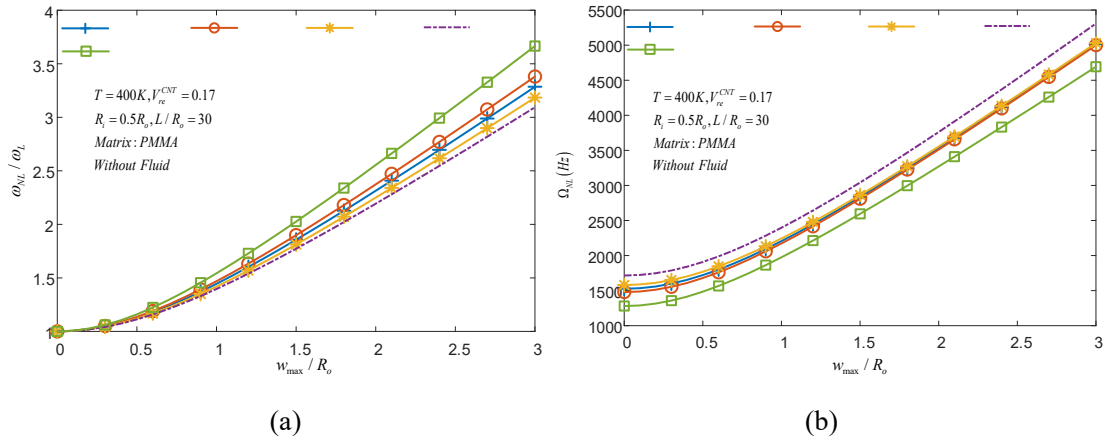 4
3.5
3
2.5
2
1.5
1
ω_NL / ω_L
T = 400K, V_re^CNT = 0.17
R_i = 0.5R_o, L / R_o = 30
Matrix : PMMA
Without Fluid
0 0.5 1 1.5 2 2.5 3
w_max / R_o
(a)
5500
5000
4500
4000
3500
3000
2500
2000
1500
1000
Ω_NL (Hz)
T = 400K, V_re^CNT = 0.17
R_i = 0.5R_o, L / R_o = 30
Matrix : PMMA
Without Fluid
0 0.5 1 1.5 2 2.5 3
w_max / R_o
(b)